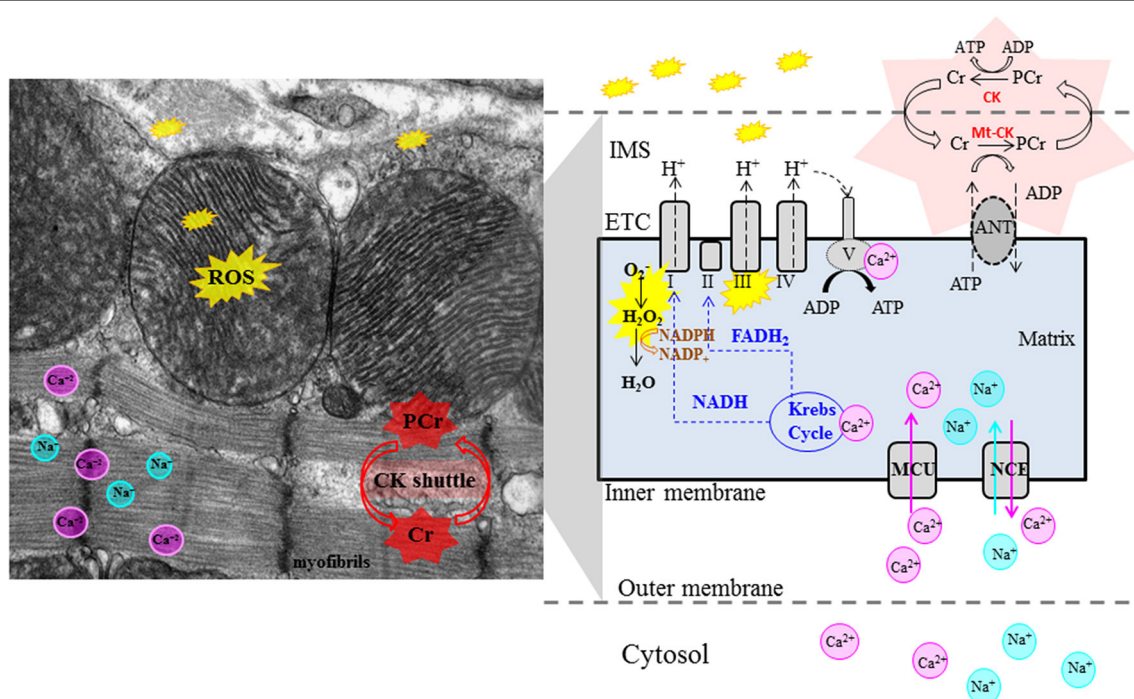 ROS
Ca⁺²
Na⁻
Ca⁻²
Na⁻
Na⁻
Ca⁻²
Ca⁻²
PCr
CK shuttle
Cr
myofibrils
ATP
ADP
Cr
PCr
CK
Mt-CK
Cr
PCr
IMS
H⁺
H⁺
H⁺
ADP
ETC
ANT
V
Ca²⁺
O₂⁻
I
II
III
IV
ATP
ADP
ATP
H₂O₂
NADPH
NADP₊
FADH₂
Matrix
H₂O
NADH
Krebs
Cycle
Ca²⁺
Ca²⁺
Na⁺
Na⁺
MCU
NCE
Inner membrane
Ca²⁺
Ca²⁺
Na⁺
Ca²⁺
Outer membrane
Cytosol
Ca²⁺
Ca²⁺
Na⁺
Na⁺
Na⁺